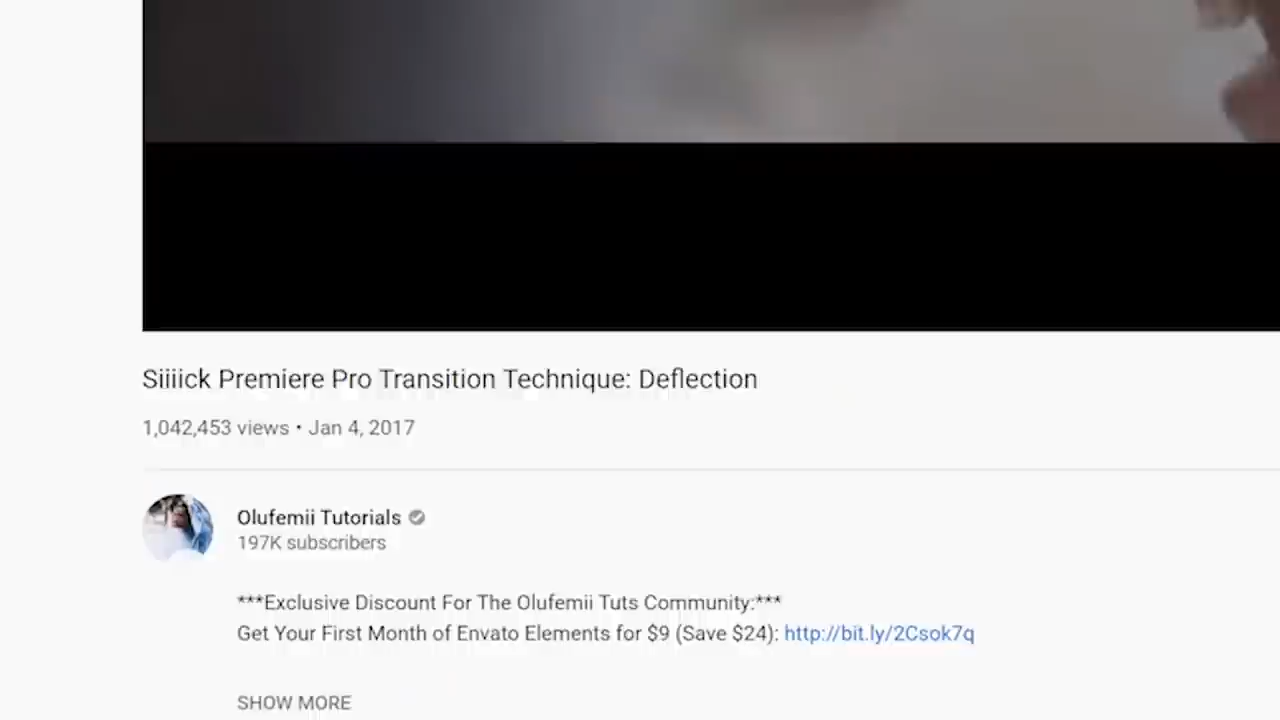 Siiiick Premiere Pro Transition Technique: Deflection
1,042,453 views • Jan 4, 2017
Olufemii Tutorials
197K subscribers
***Exclusive Discount For The Olufemii Tuts Community:***
Get Your First Month of Envato Elements for $9 (Save $24): http://bit.ly/2Csok7q
SHOW MORE